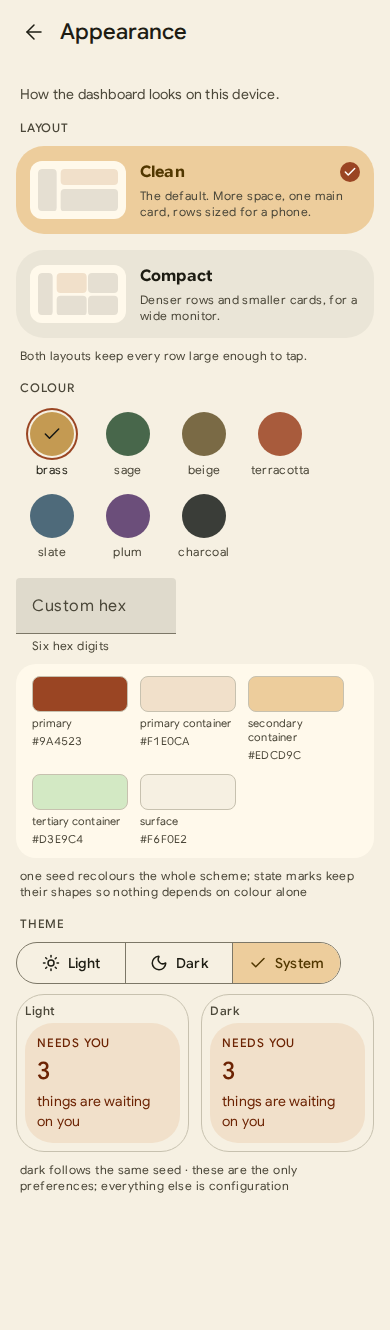 Appearance
How the dashboard looks on this device.
LAYOUT
Clean
The default. More space, one main
card, rows sized for a phone.
Compact
Denser rows and smaller cards, for a
wide monitor.
Both layouts keep every row large enough to tap.
COLOUR
brass
sage
beige
terracotta
slate
plum
charcoal
Custom hex
Six hex digits
primary
#9A4523
primary container
#F1E0CA
secondary
container
#EDCD9C
tertiary container
#D3E9C4
surface
#F6F0E2
one seed recolours the whole scheme; state marks keep
their shapes so nothing depends on colour alone
THEME
Light
Dark
System
Light
NEEDS YOU
3
things are waiting
on you
Dark
NEEDS YOU
3
things are waiting
on you
dark follows the same seed · these are the only
preferences; everything else is configuration